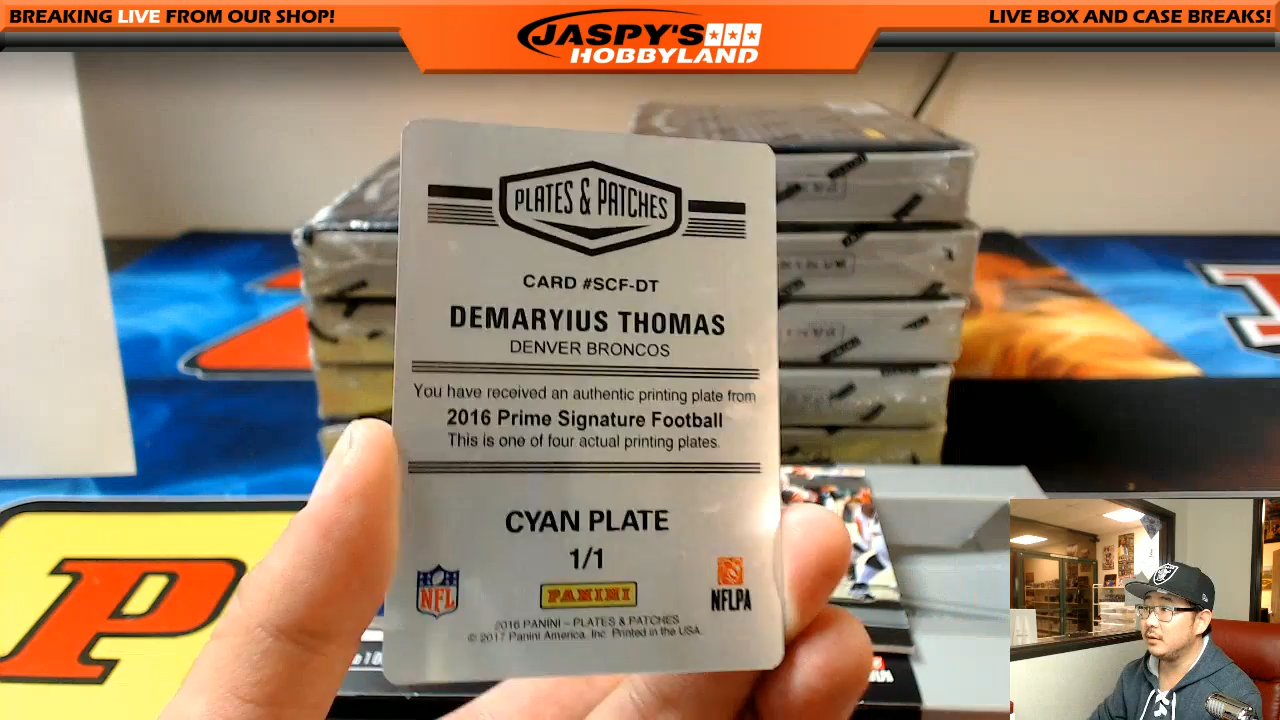 BREAKING LIVE FROM OUR SHOP!
JASPY'S
HOBBYLAND
LIVE BOX AND CASE BREAKS!
PLATES & PATCHES
CARD #SCF-DT
DEMARYIUS THOMAS
DENVER BRONCOS
You have received an authentic printing plate from
2016 Prime Signature Football
This is one of four actual printing plates.
CYAN PLATE
1/1
NFL
PANINI
NFLPA
2016 PANINI – PLATES & PATCHES
© 2017 Panini America, Inc. Printed in the USA.
P